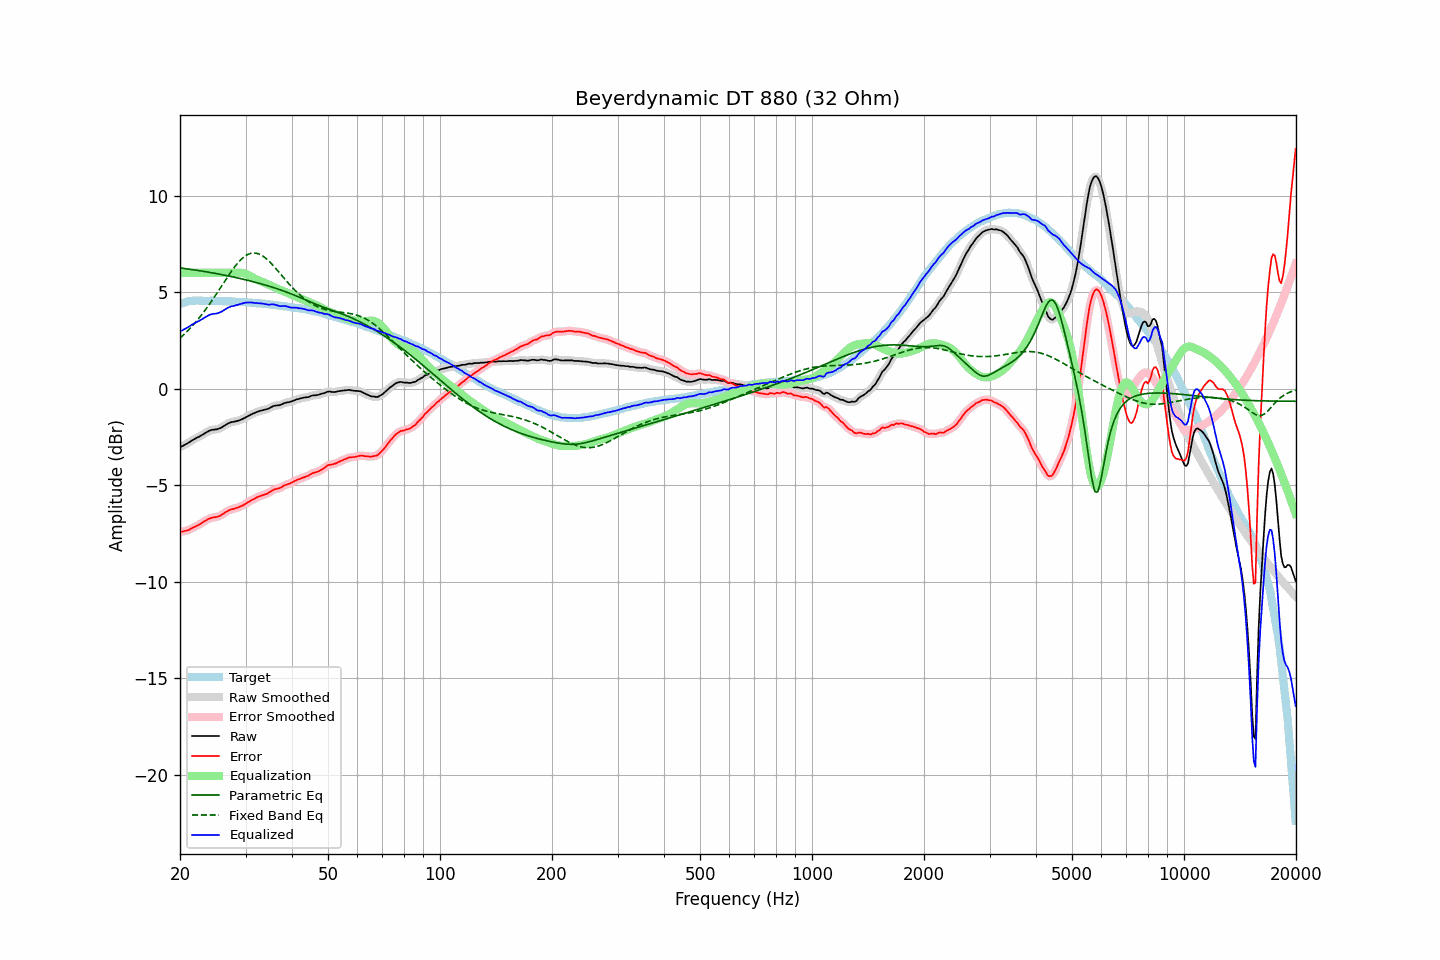 Beyerdynamic DT 880 (32 Ohm)
Amplitude (dBr)
10
5
0
−5
−10
−15
−20
Target
Raw Smoothed
Error Smoothed
Raw
Error
Equalization
Parametric Eq
Fixed Band Eq
Equalized
20 50 100 200 500 1000 2000 5000 10000 20000
Frequency (Hz)